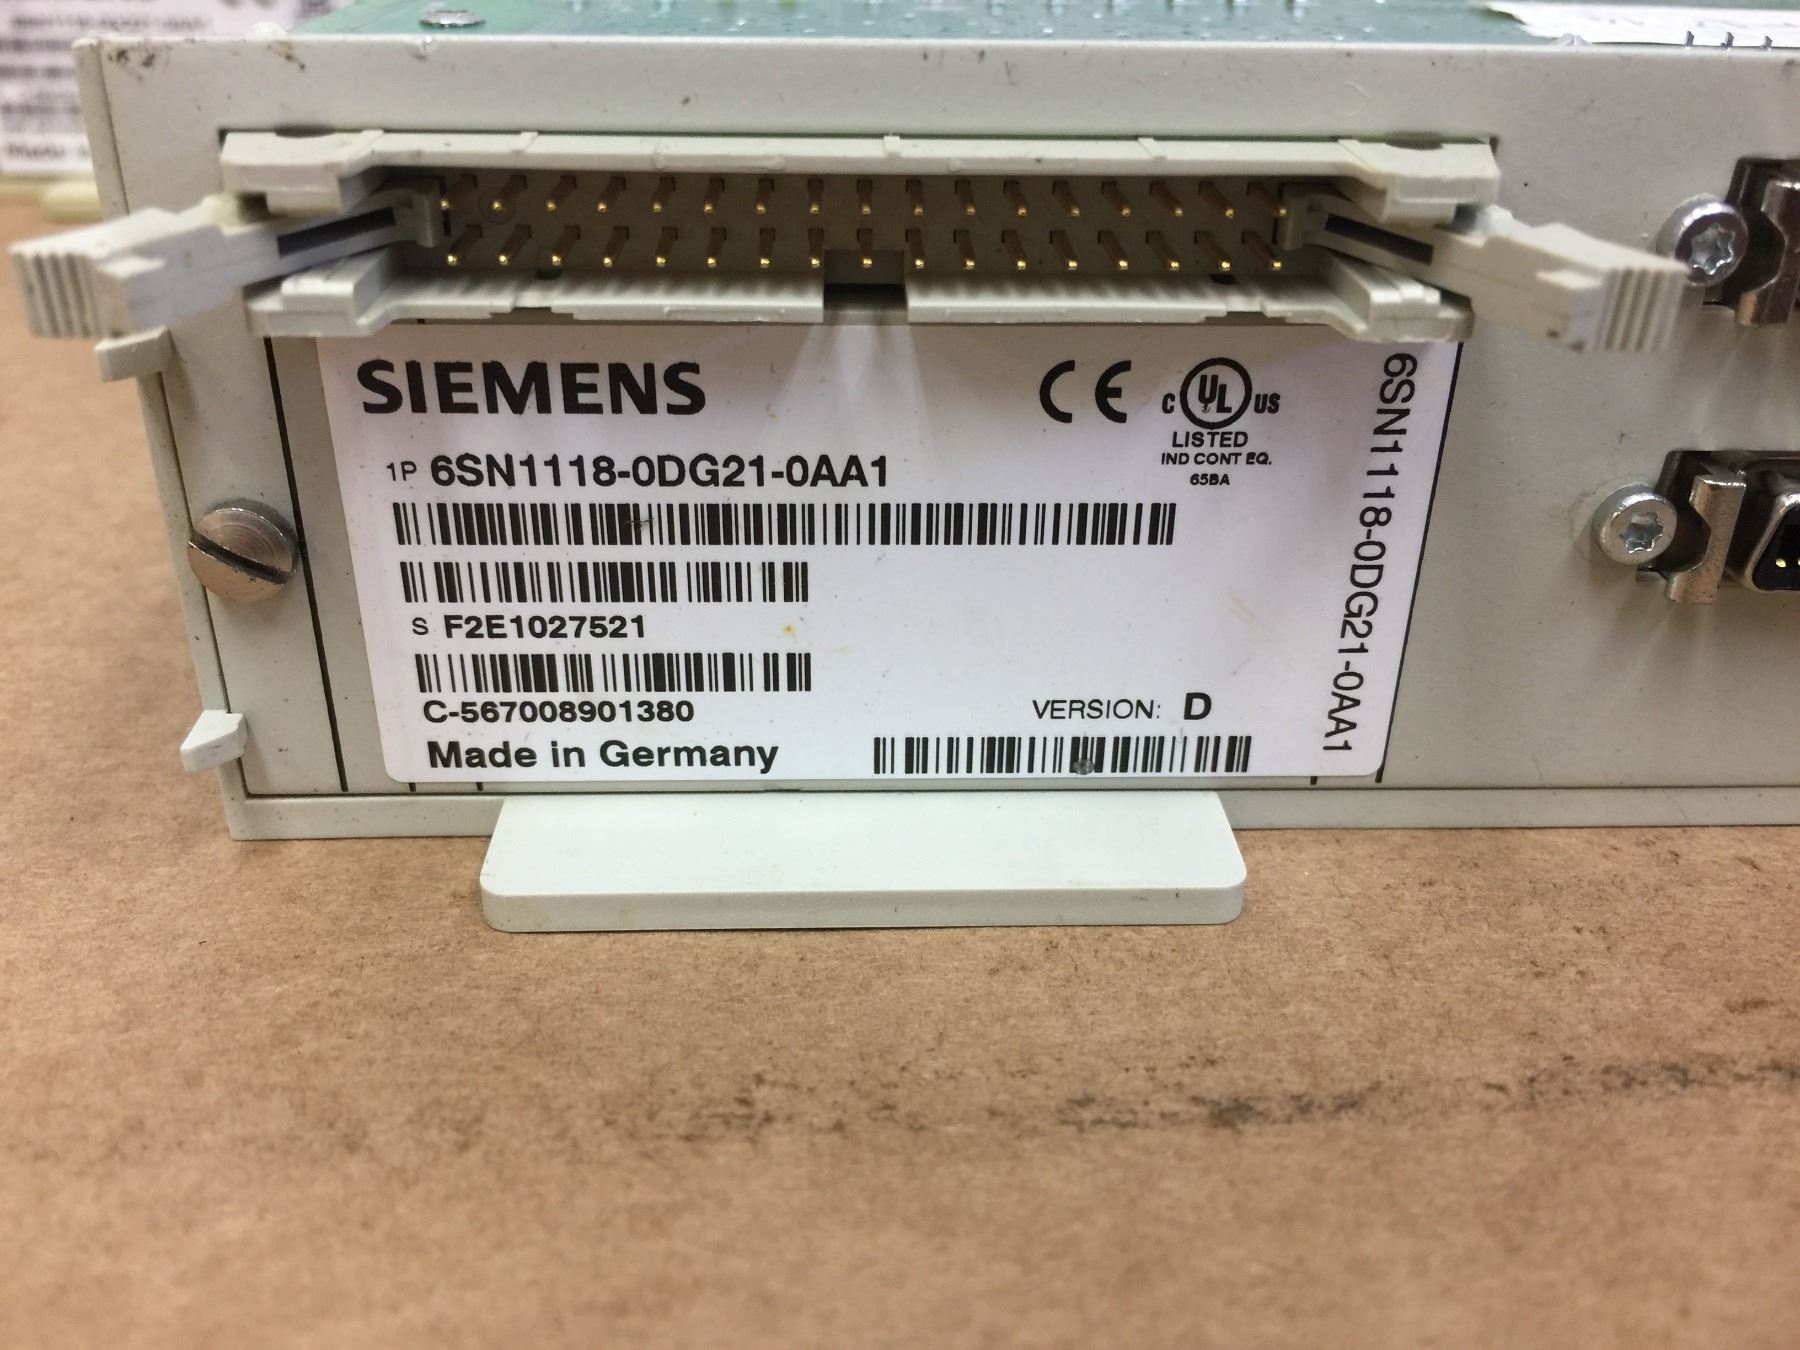 SIEMENS
CE
C UL US
LISTED
IND CONT EQ.
65BA
1P 6SN1118-0DG21-0AA1
S F2E1027521
C-567008901380
VERSION: D
Made in Germany
6SN1118-0DG21-0AA1